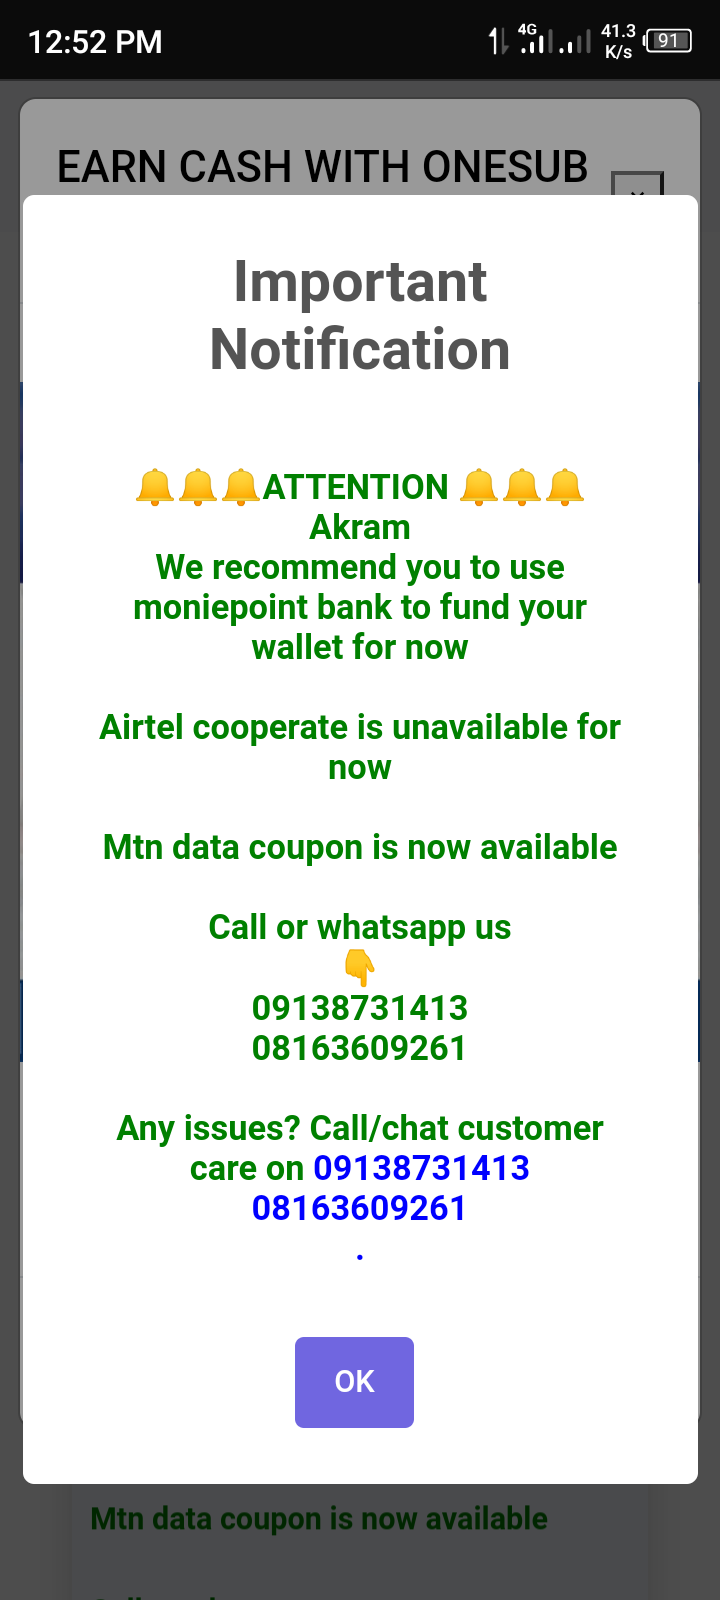 12:52 PM
4G
41.3
K/s
91
EARN CASH WITH ONESUB
Important
Notification
🔔🔔🔔ATTENTION 🔔🔔🔔
Akram
We recommend you to use
moniepoint bank to fund your
wallet for now
Airtel cooperate is unavailable for
now
Mtn data coupon is now available
Call or whatsapp us
👇
09138731413
08163609261
Any issues? Call/chat customer
care on 09138731413
08163609261
.
OK
Mtn data coupon is now available